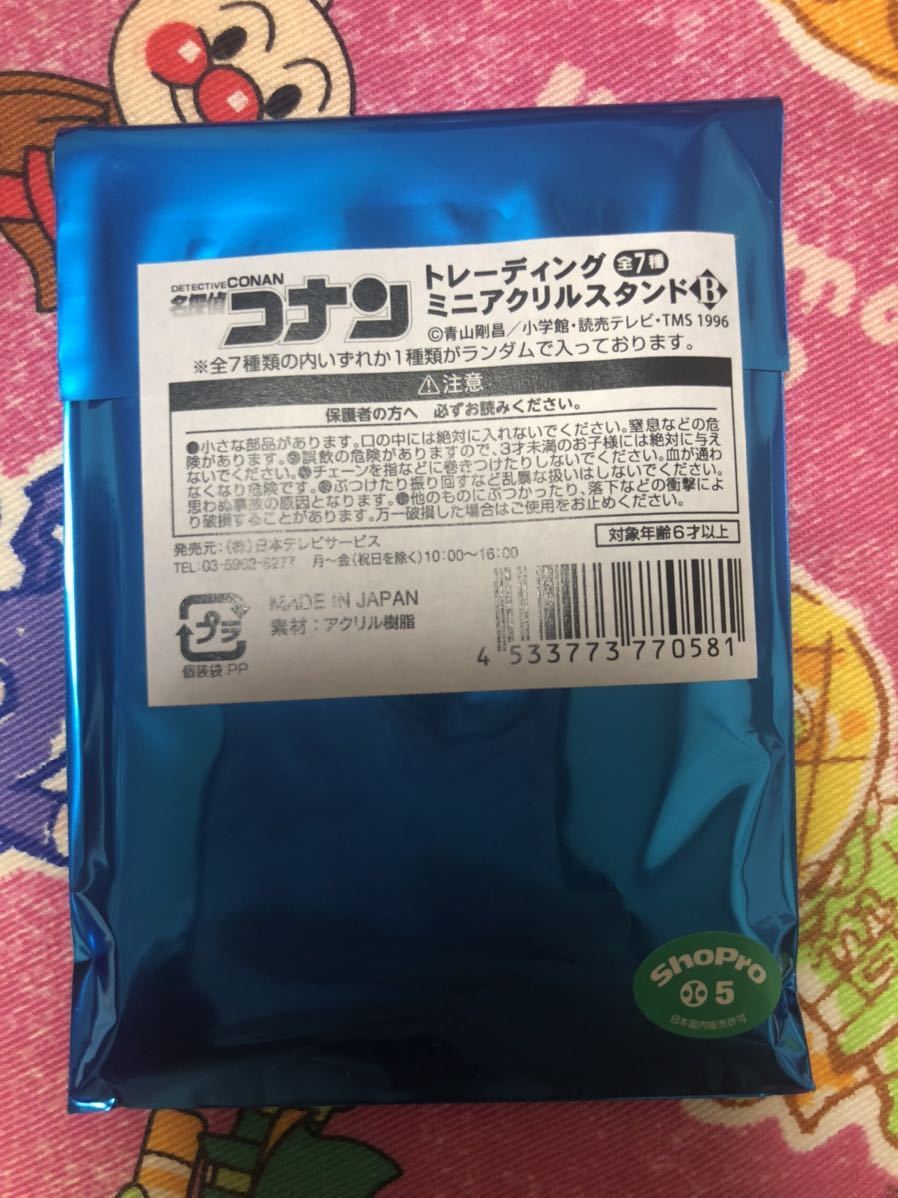 DETECTIVE CONAN
名探偵コナン
トレーディング 全7種
ミニアクリルスタンド B
©青山剛昌/小学館・読売テレビ・TMS 1996
※全7種類の内いずれか1種類がランダムで入っております。
⚠注意
保護者の方へ 必ずお読みください。
●小さな部品があります。口の中には絶対に入れないでください。窒息などの危
険があります。●誤飲の危険がありますので、3才未満のお子様には絶対に与え
ないでください。●チェーンを指などに巻きつけたりしないでください。血が通わ
なくなり危険です。●ぶつけたり振り回すなど乱暴な扱いはしないでください。
思わぬ事故の原因となります。●他のものにぶつかったり、落下などの衝撃によ
り破損することがあります。万一破損した場合はご使用をお止めください。
発売元:(株)日本テレビサービス
対象年齢6才以上
TEL:03-5962-8277 月〜金(祝日を除く)10:00〜16:00
プラ
個装袋:PP
MADE IN JAPAN
素材:アクリル樹脂
4 533773 770581
ShoPro
5
日本国内販売許可